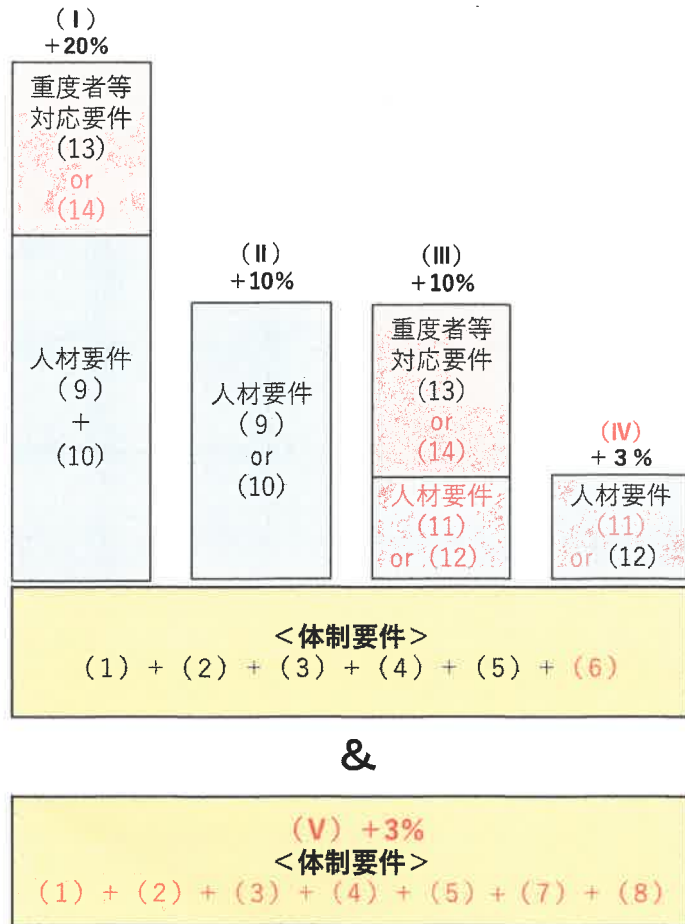 (Ⅰ)
+20%
重度者等
対応要件
(13)
or
(14)
人材要件
(9)
+
(10)
(Ⅱ)
+10%
人材要件
(9)
or
(10)
(Ⅲ)
+10%
重度者等
対応要件
(13)
or
(14)
人材要件
(11)
or (12)
(Ⅳ)
+3%
人材要件
(11)
or (12)
<体制要件>
(1) + (2) + (3) + (4) + (5) + (6)
&
(Ⅴ) +3%
<体制要件>
(1) + (2) + (3) + (4) + (5) + (7) + (8)